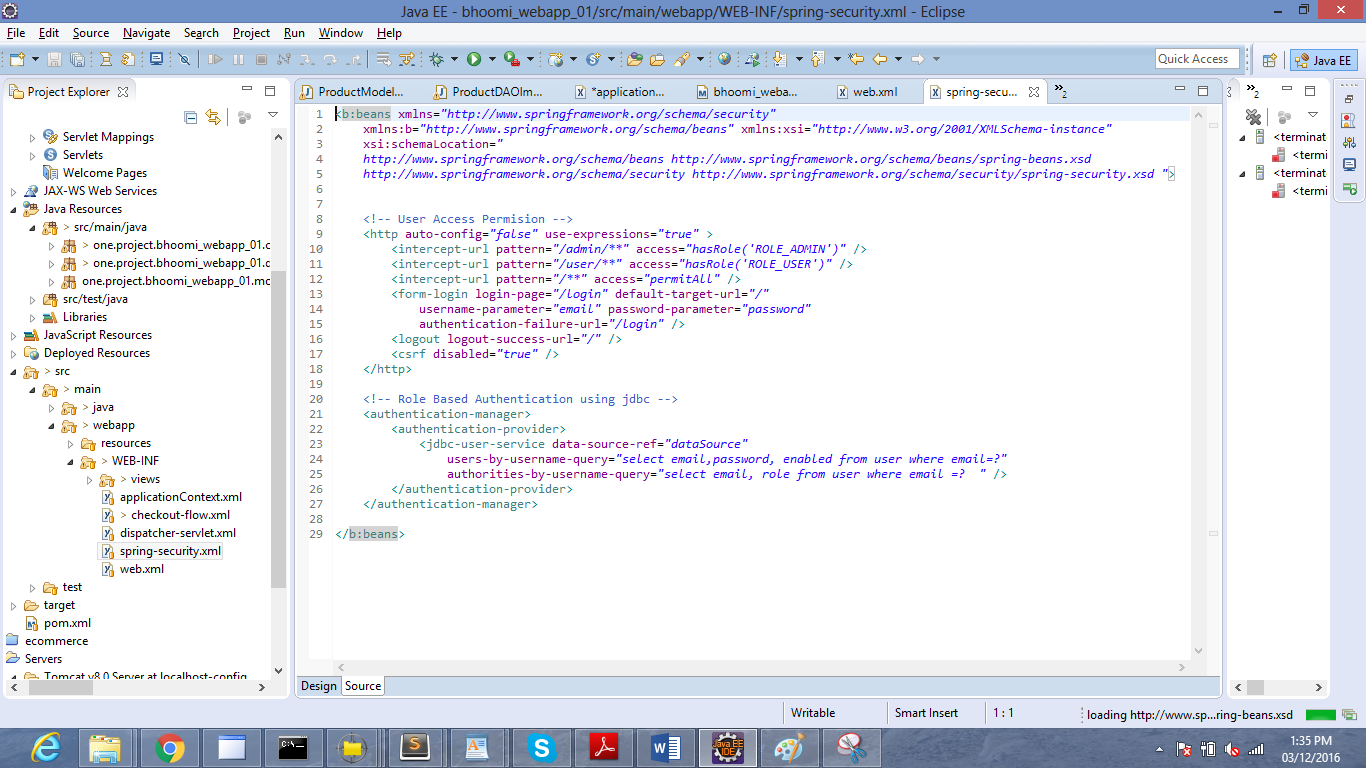 Java EE - bhoomi_webapp_01/src/main/webapp/WEB-INF/spring-security.xml - Eclipse
File Edit Source Navigate Search Project Run Window Help
Quick Access
Java EE
Project Explorer
Servlet Mappings
Servlets
Welcome Pages
JAX-WS Web Services
Java Resources
> src/main/java
> one.project.bhoomi_webapp_01.c
> one.project.bhoomi_webapp_01.c
one.project.bhoomi_webapp_01.mc
src/test/java
Libraries
JavaScript Resources
Deployed Resources
> src
> main
> java
> webapp
resources
> WEB-INF
> views
applicationContext.xml
> checkout-flow.xml
dispatcher-servlet.xml
spring-security.xml
web.xml
test
target
pom.xml
ecommerce
Servers
Tomcat v8.0 Server at localhost-config
ProductModel... ProductDAOIm... *application... bhoomi_weba... web.xml spring-secu... »2
1 <b:beans xmlns="http://www.springframework.org/schema/security"
2 xmlns:b="http://www.springframework.org/schema/beans" xmlns:xsi="http://www.w3.org/2001/XMLSchema-instance"
3 xsi:schemaLocation="
4 http://www.springframework.org/schema/beans http://www.springframework.org/schema/beans/spring-beans.xsd
5 http://www.springframework.org/schema/security http://www.springframework.org/schema/security/spring-security.xsd ">
6
7
8 <!-- User Access Permision -->
9 <http auto-config="false" use-expressions="true" >
10 <intercept-url pattern="/admin/**" access="hasRole('ROLE_ADMIN')" />
11 <intercept-url pattern="/user/**" access="hasRole('ROLE_USER')" />
12 <intercept-url pattern="/**" access="permitAll" />
13 <form-login login-page="/login" default-target-url="/"
14 username-parameter="email" password-parameter="password"
15 authentication-failure-url="/login" />
16 <logout logout-success-url="/" />
17 <csrf disabled="true" />
18 </http>
19
20 <!-- Role Based Authentication using jdbc -->
21 <authentication-manager>
22 <authentication-provider>
23 <jdbc-user-service data-source-ref="dataSource"
24 users-by-username-query="select email,password, enabled from user where email=?"
25 authorities-by-username-query="select email, role from user where email =?  " />
26 </authentication-provider>
27 </authentication-manager>
28
29 </b:beans>
Design Source
»2
<terminat
<termi
<terminat
<termi
Writable Smart Insert 1 : 1 loading http://www.sp...ring-beans.xsd
1:35 PM
03/12/2016